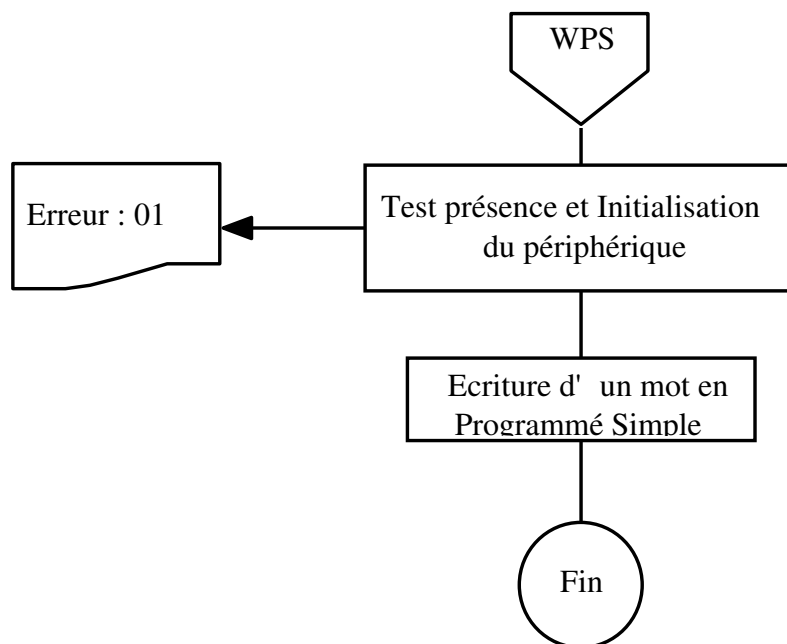 WPS
Erreur : 01
Test présence et Initialisation
du périphérique
Ecriture d' un mot en
Programmé Simple
Fin